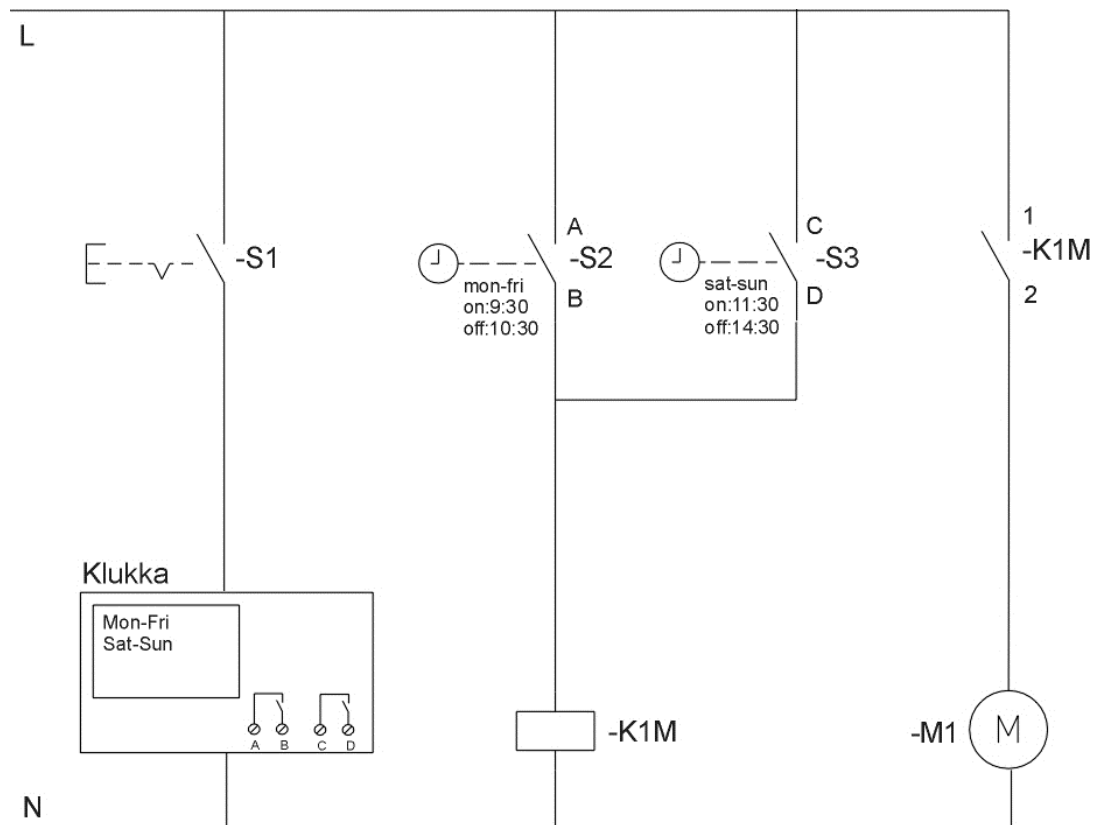 L
-S1
A
-S2
B
mon-fri
on:9:30
off:10:30
C
-S3
D
sat-sun
on:11:30
off:14:30
1
-K1M
2
Klukka
Mon-Fri
Sat-Sun
A B C D
-K1M
-M1
M
N